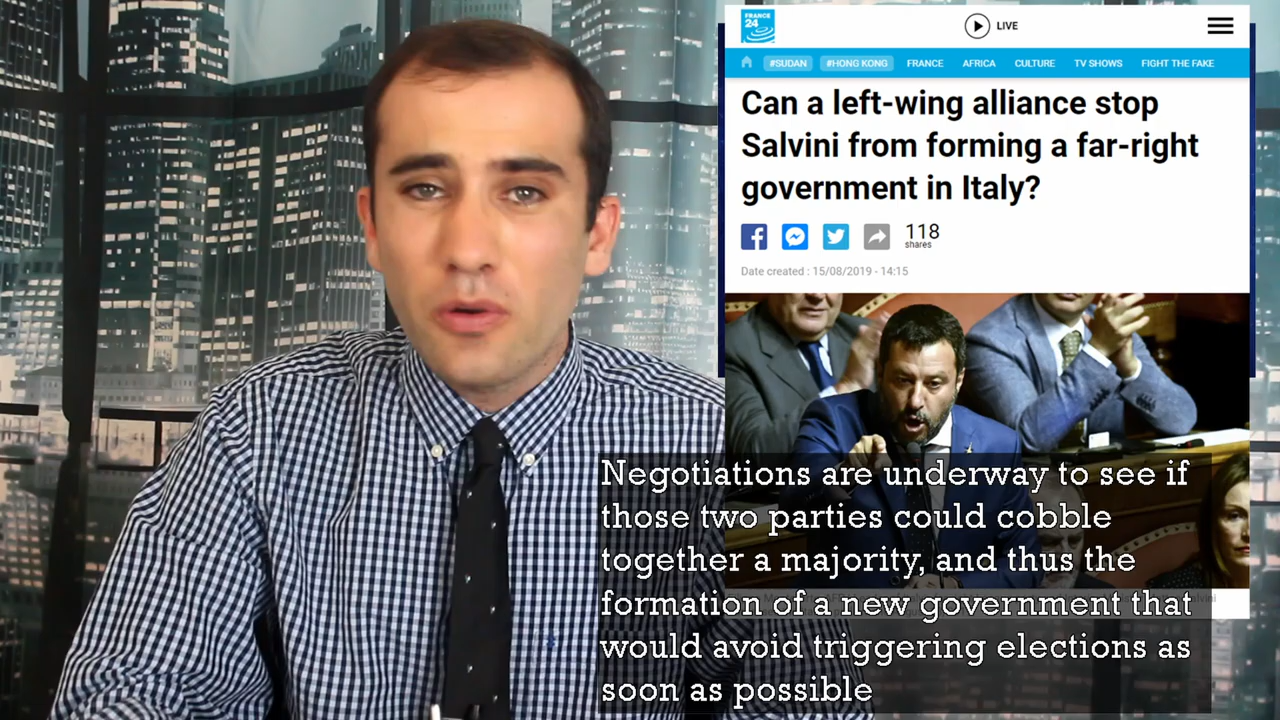 FRANCE
24
LIVE
#SUDAN #HONG KONG FRANCE AFRICA CULTURE TV SHOWS FIGHT THE FAKE
Can a left-wing alliance stop
Salvini from forming a far-right
government in Italy?
118
shares
Date created : 15/08/2019 - 14:15
Negotiations are underway to see if
those two parties could cobble
together a majority, and thus the
formation of a new government that
would avoid triggering elections as
soon as possible